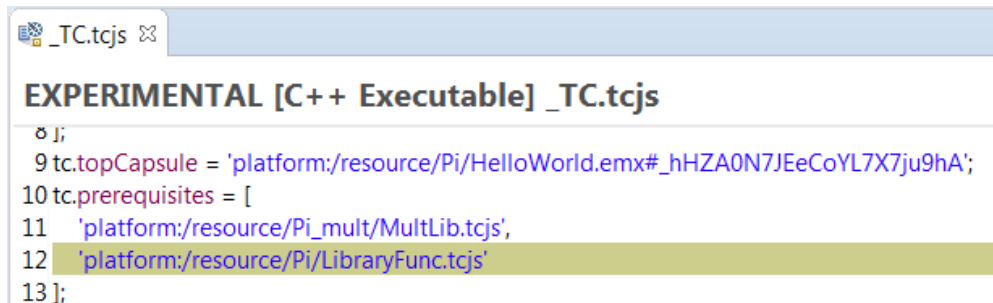 _TC.tcjs
EXPERIMENTAL [C++ Executable] _TC.tcjs
8 ];
9 tc.topCapsule = 'platform:/resource/Pi/HelloWorld.emx#_hHZA0N7JEeCoYL7X7ju9hA';
10 tc.prerequisites = [
11 'platform:/resource/Pi_mult/MultLib.tcjs',
12 'platform:/resource/Pi/LibraryFunc.tcjs'
13 ];